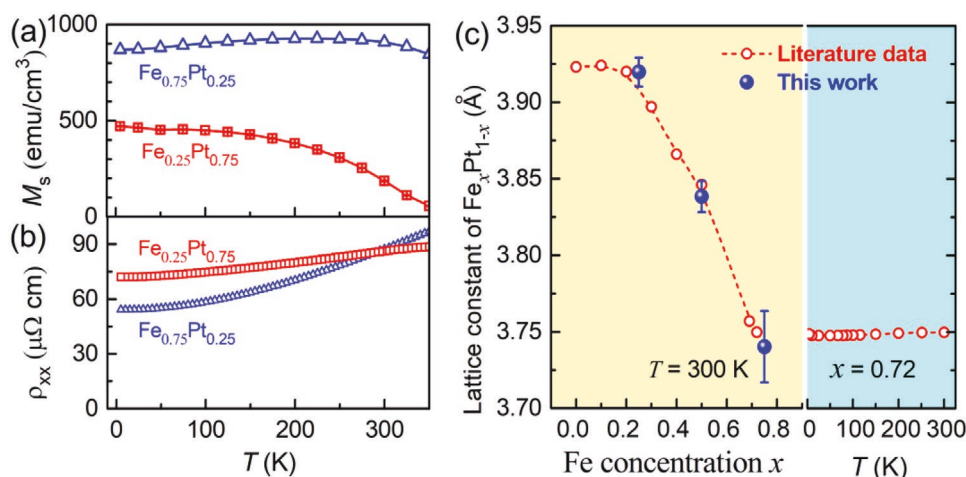 (a)
1000
500
0
M_s (emu/cm³)
Fe₀.₇₅Pt₀.₂₅
Fe₀.₂₅Pt₀.₇₅
(b)
90
60
30
0
ρ_xx (μΩ cm)
Fe₀.₂₅Pt₀.₇₅
Fe₀.₇₅Pt₀.₂₅
0 100 200 300
T (K)
(c)
3.95
3.90
3.85
3.80
3.75
3.70
Lattice constant of FeₓPt₁₋ₓ (Å)
Literature data
This work
T = 300 K
x = 0.72
0.0 0.2 0.4 0.6 0.8
0 100 200 300
Fe concentration x
T (K)